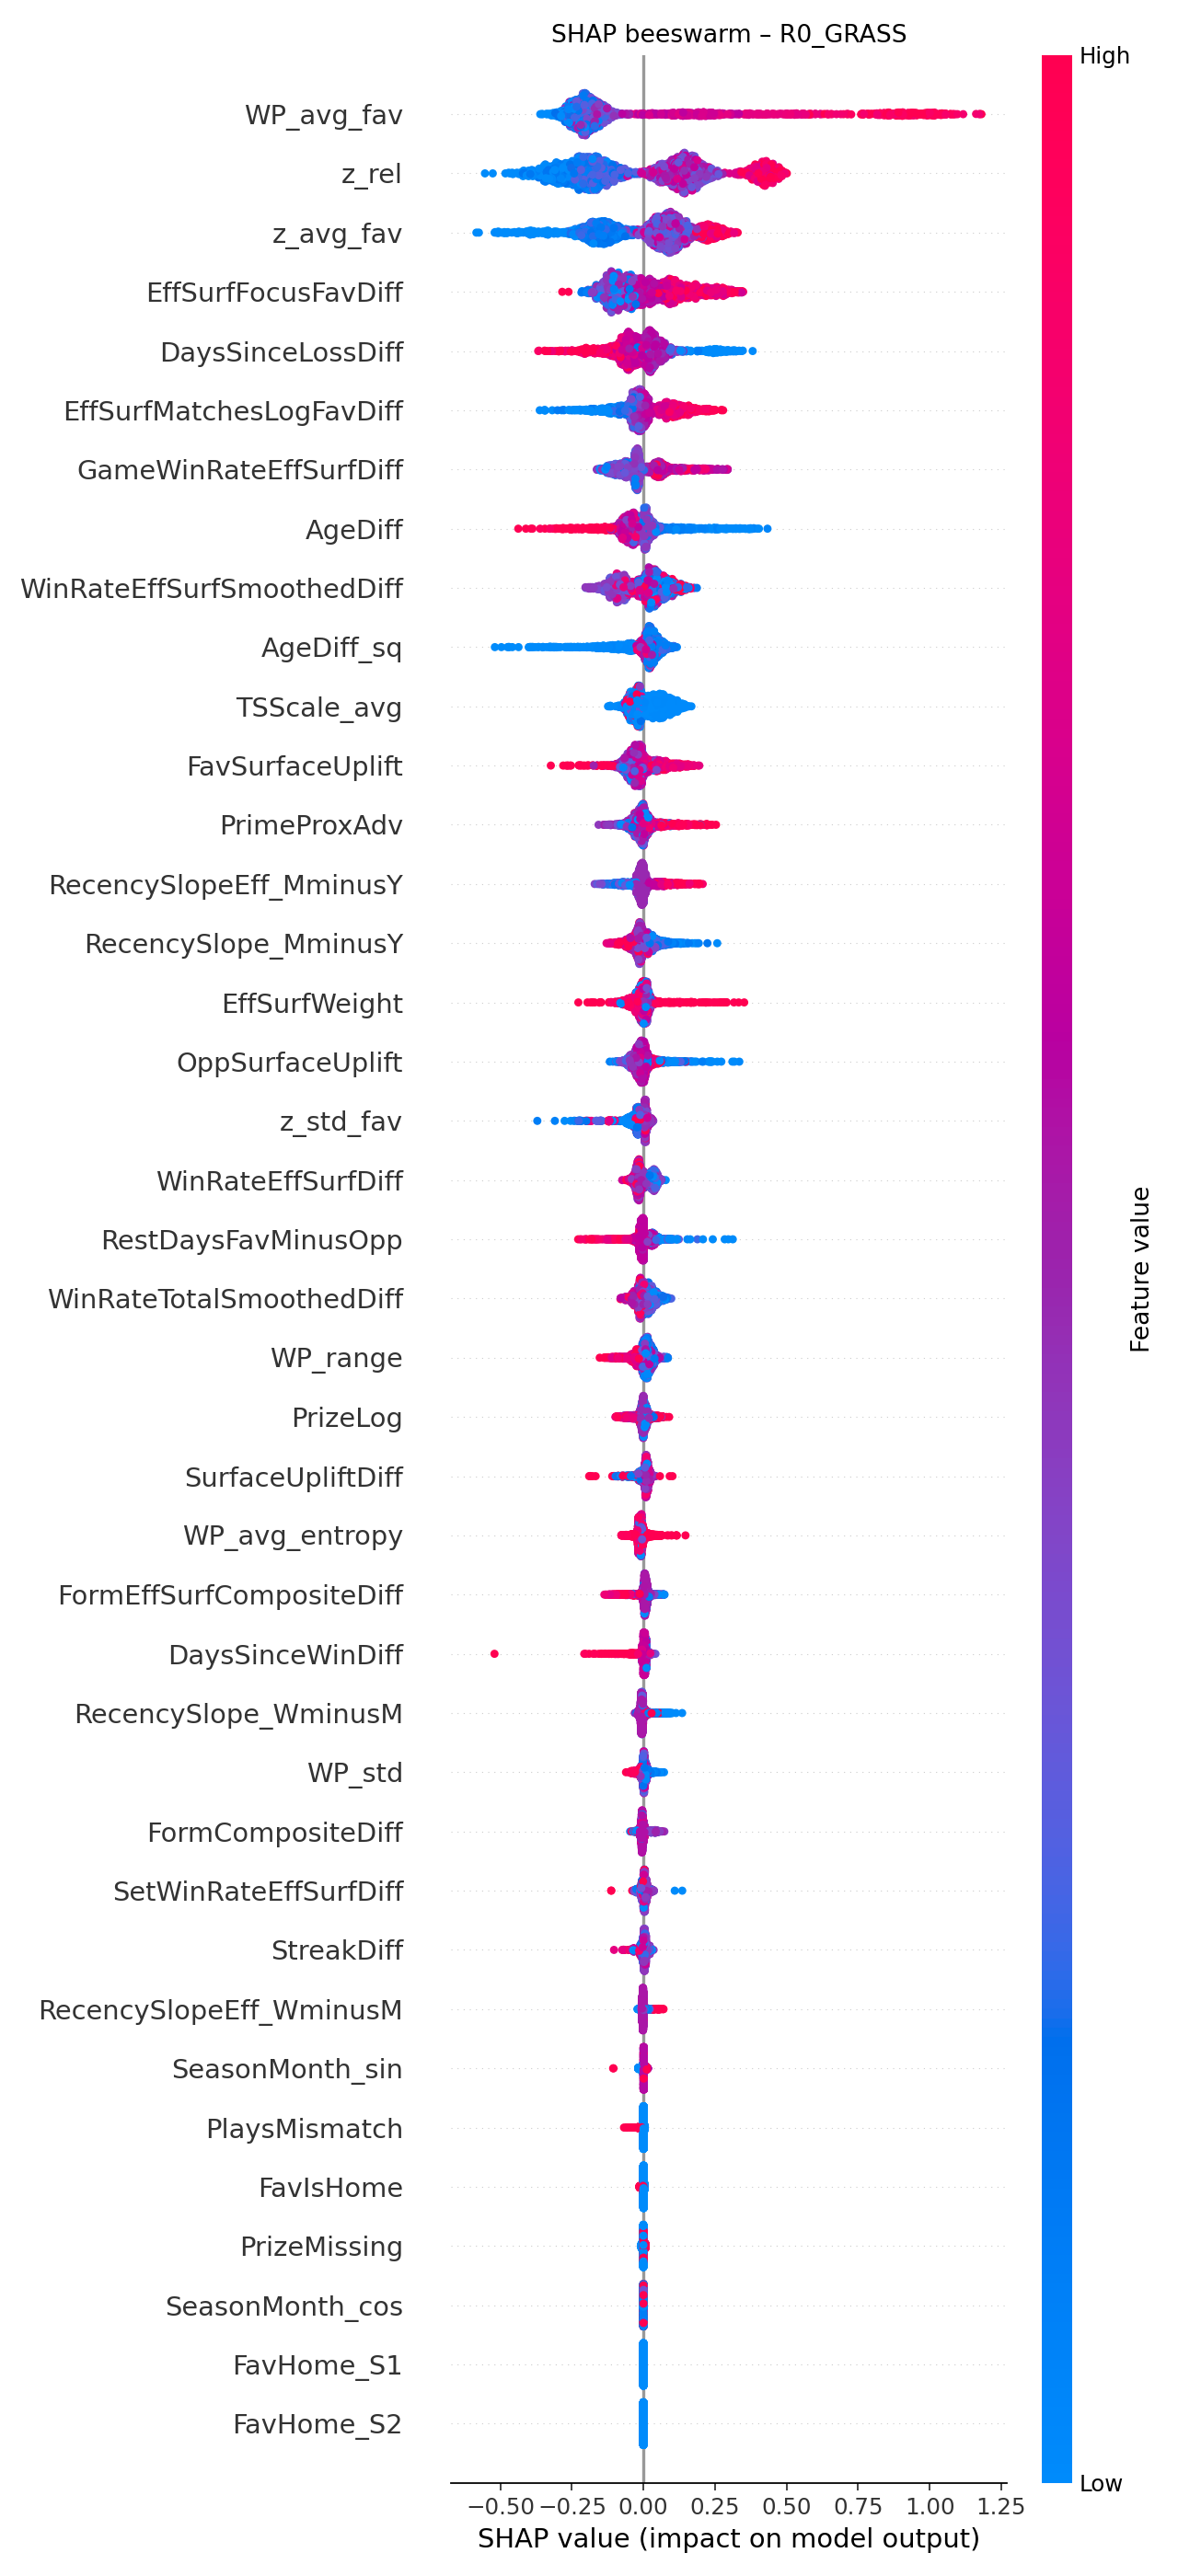 SHAP beeswarm – R0_GRASS
High
WP_avg_fav
z_rel
z_avg_fav
EffSurfFocusFavDiff
DaysSinceLossDiff
EffSurfMatchesLogFavDiff
GameWinRateEffSurfDiff
AgeDiff
WinRateEffSurfSmoothedDiff
AgeDiff_sq
TSScale_avg
FavSurfaceUplift
PrimeProxAdv
RecencySlopeEff_MminusY
RecencySlope_MminusY
EffSurfWeight
OppSurfaceUplift
z_std_fav
WinRateEffSurfDiff
RestDaysFavMinusOpp
WinRateTotalSmoothedDiff
WP_range
PrizeLog
SurfaceUpliftDiff
WP_avg_entropy
FormEffSurfCompositeDiff
DaysSinceWinDiff
RecencySlope_WminusM
WP_std
FormCompositeDiff
SetWinRateEffSurfDiff
StreakDiff
RecencySlopeEff_WminusM
SeasonMonth_sin
PlaysMismatch
FavIsHome
PrizeMissing
SeasonMonth_cos
FavHome_S1
FavHome_S2
Feature value
Low
−0.50 −0.25 0.00 0.25 0.50 0.75 1.00 1.25
SHAP value (impact on model output)